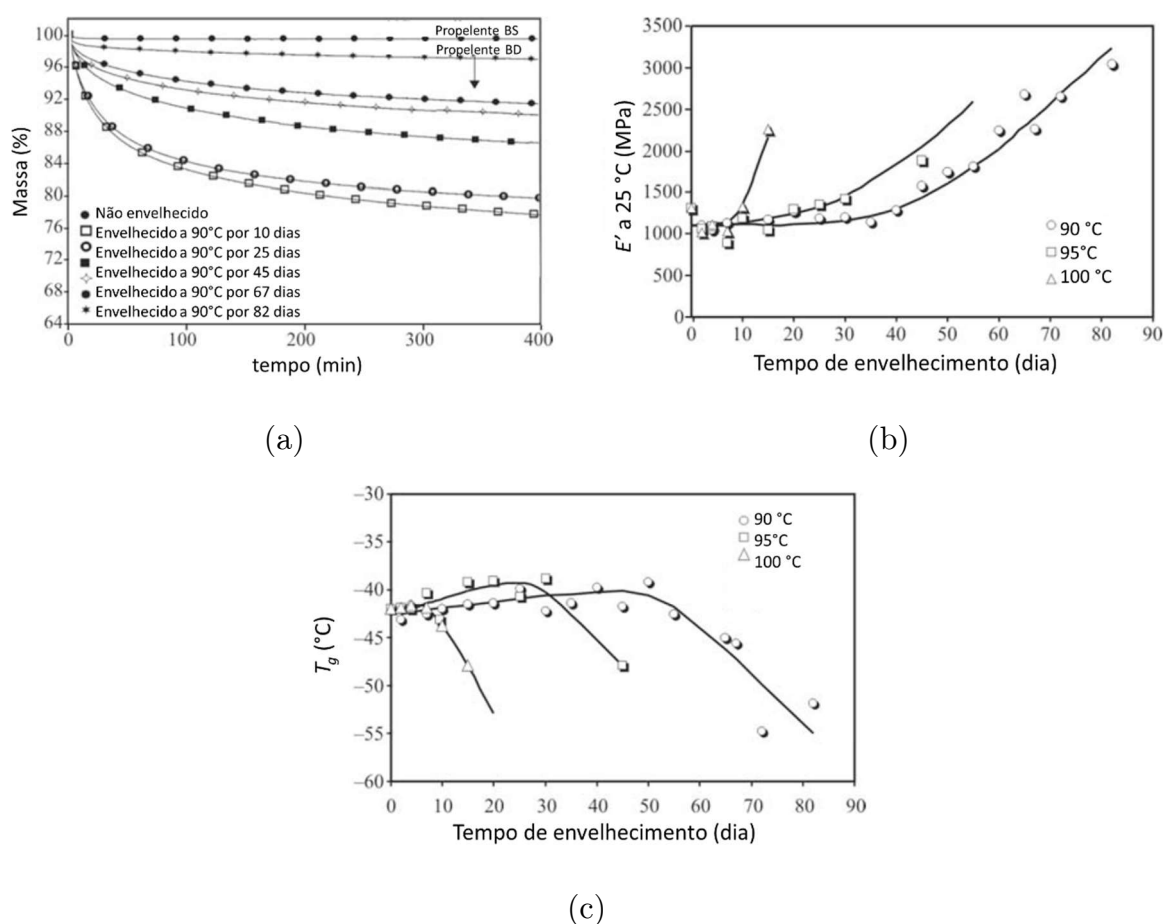 100
96
92
88
84
80
76
72
68
64
Massa (%)
Propelente BS
Propelente BD
Não envelhecido
Envelhecido a 90°C por 10 dias
Envelhecido a 90°C por 25 dias
Envelhecido a 90°C por 45 dias
Envelhecido a 90°C por 67 dias
Envelhecido a 90°C por 82 dias
0 100 200 300 400
tempo (min)
(a)
3500
3000
2500
2000
1500
1000
500
0
E' a 25 °C (MPa)
90 °C
95°C
100 °C
0 10 20 30 40 50 60 70 80 90
Tempo de envelhecimento (dia)
(b)
–30
–35
–40
–45
–50
–55
–60
Tg (°C)
90 °C
95°C
100 °C
0 10 20 30 40 50 60 70 80 90
Tempo de envelhecimento (dia)
(c)